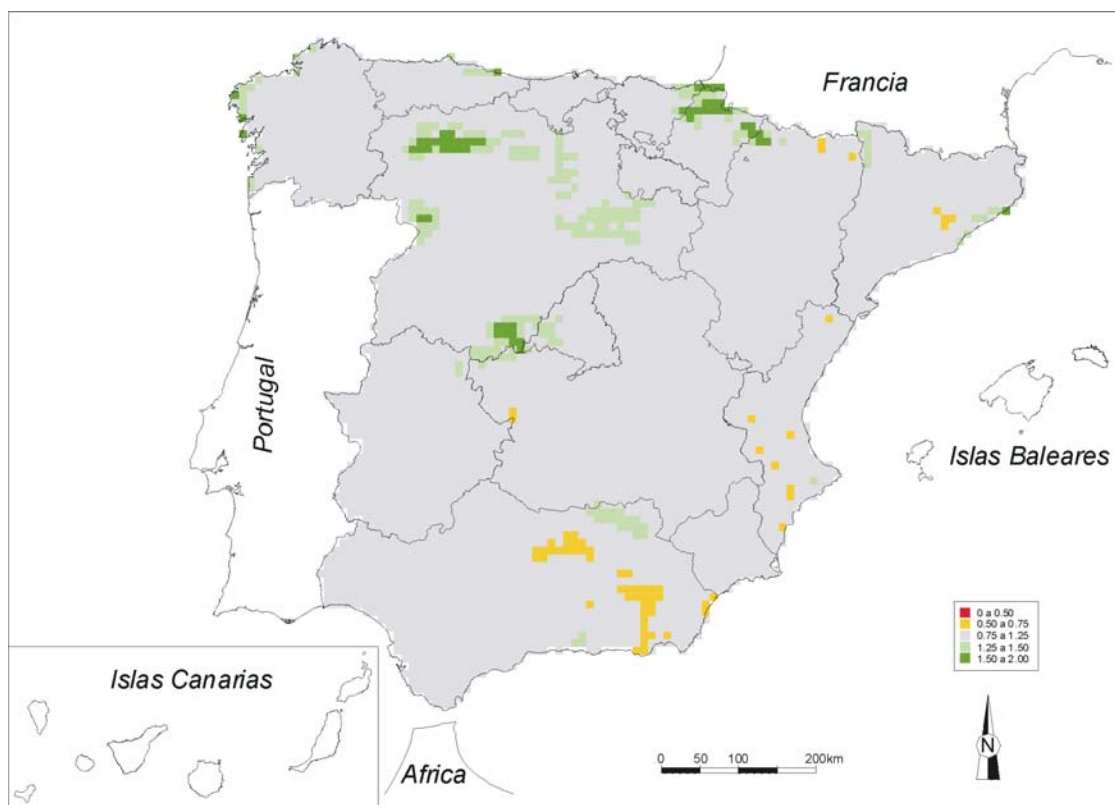 Francia
Portugal
Islas Baleares
0 a 0.50
0.50 a 0.75
0.75 a 1.25
1.25 a 1.50
1.50 a 2.00
Islas Canarias
N
Africa
0 100 200km